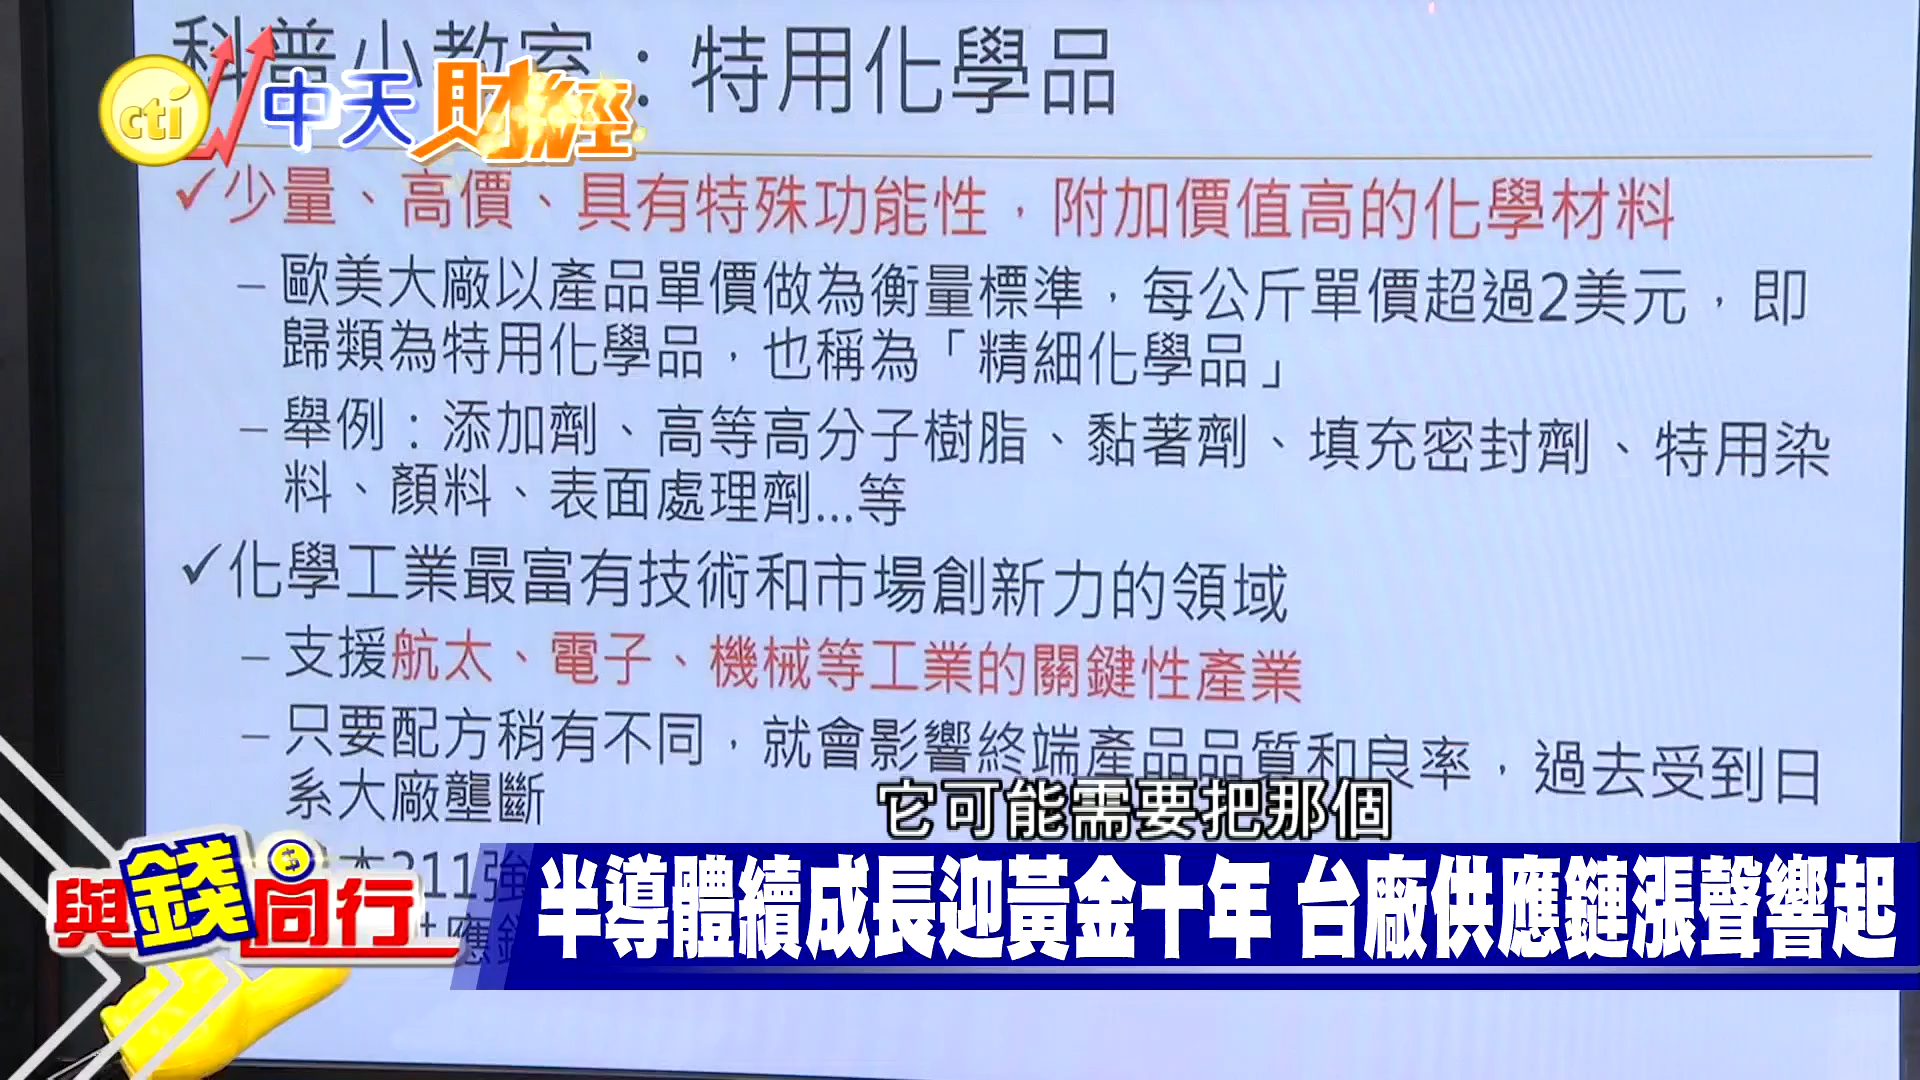 科普小教室：特用化學品
cti 中天財經
✓少量、高價、具有特殊功能性，附加價值高的化學材料
–歐美大廠以產品單價做為衡量標準，每公斤單價超過2美元，即
歸類為特用化學品，也稱為「精細化學品」
–舉例：添加劑、高等高分子樹脂、黏著劑、填充密封劑、特用染
料、顏料、表面處理劑...等
✓化學工業最富有技術和市場創新力的領域
–支援航太、電子、機械等工業的關鍵性產業
–只要配方稍有不同，就會影響終端產品品質和良率，過去受到日
系大廠壟斷
它可能需要把那個
本311強
供應鏈
與錢同行
半導體續成長迎黃金十年 台廠供應鏈漲聲響起